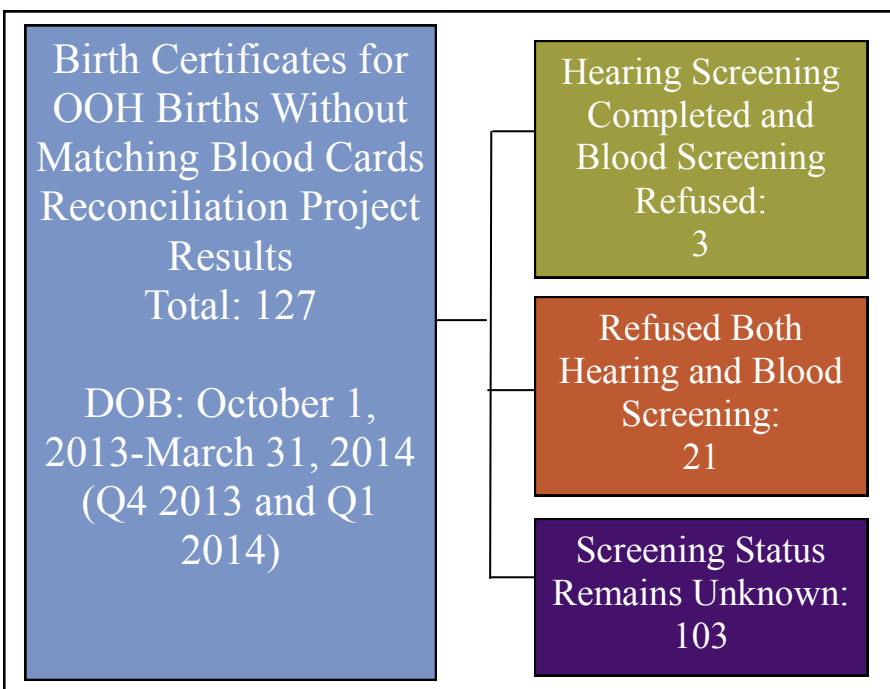 Birth Certificates for
OOH Births Without
Matching Blood Cards
Reconciliation Project
Results
Total: 127
DOB: October 1,
2013-March 31, 2014
(Q4 2013 and Q1
2014)
Hearing Screening
Completed and
Blood Screening
Refused:
3
Refused Both
Hearing and Blood
Screening:
21
Screening Status
Remains Unknown:
103